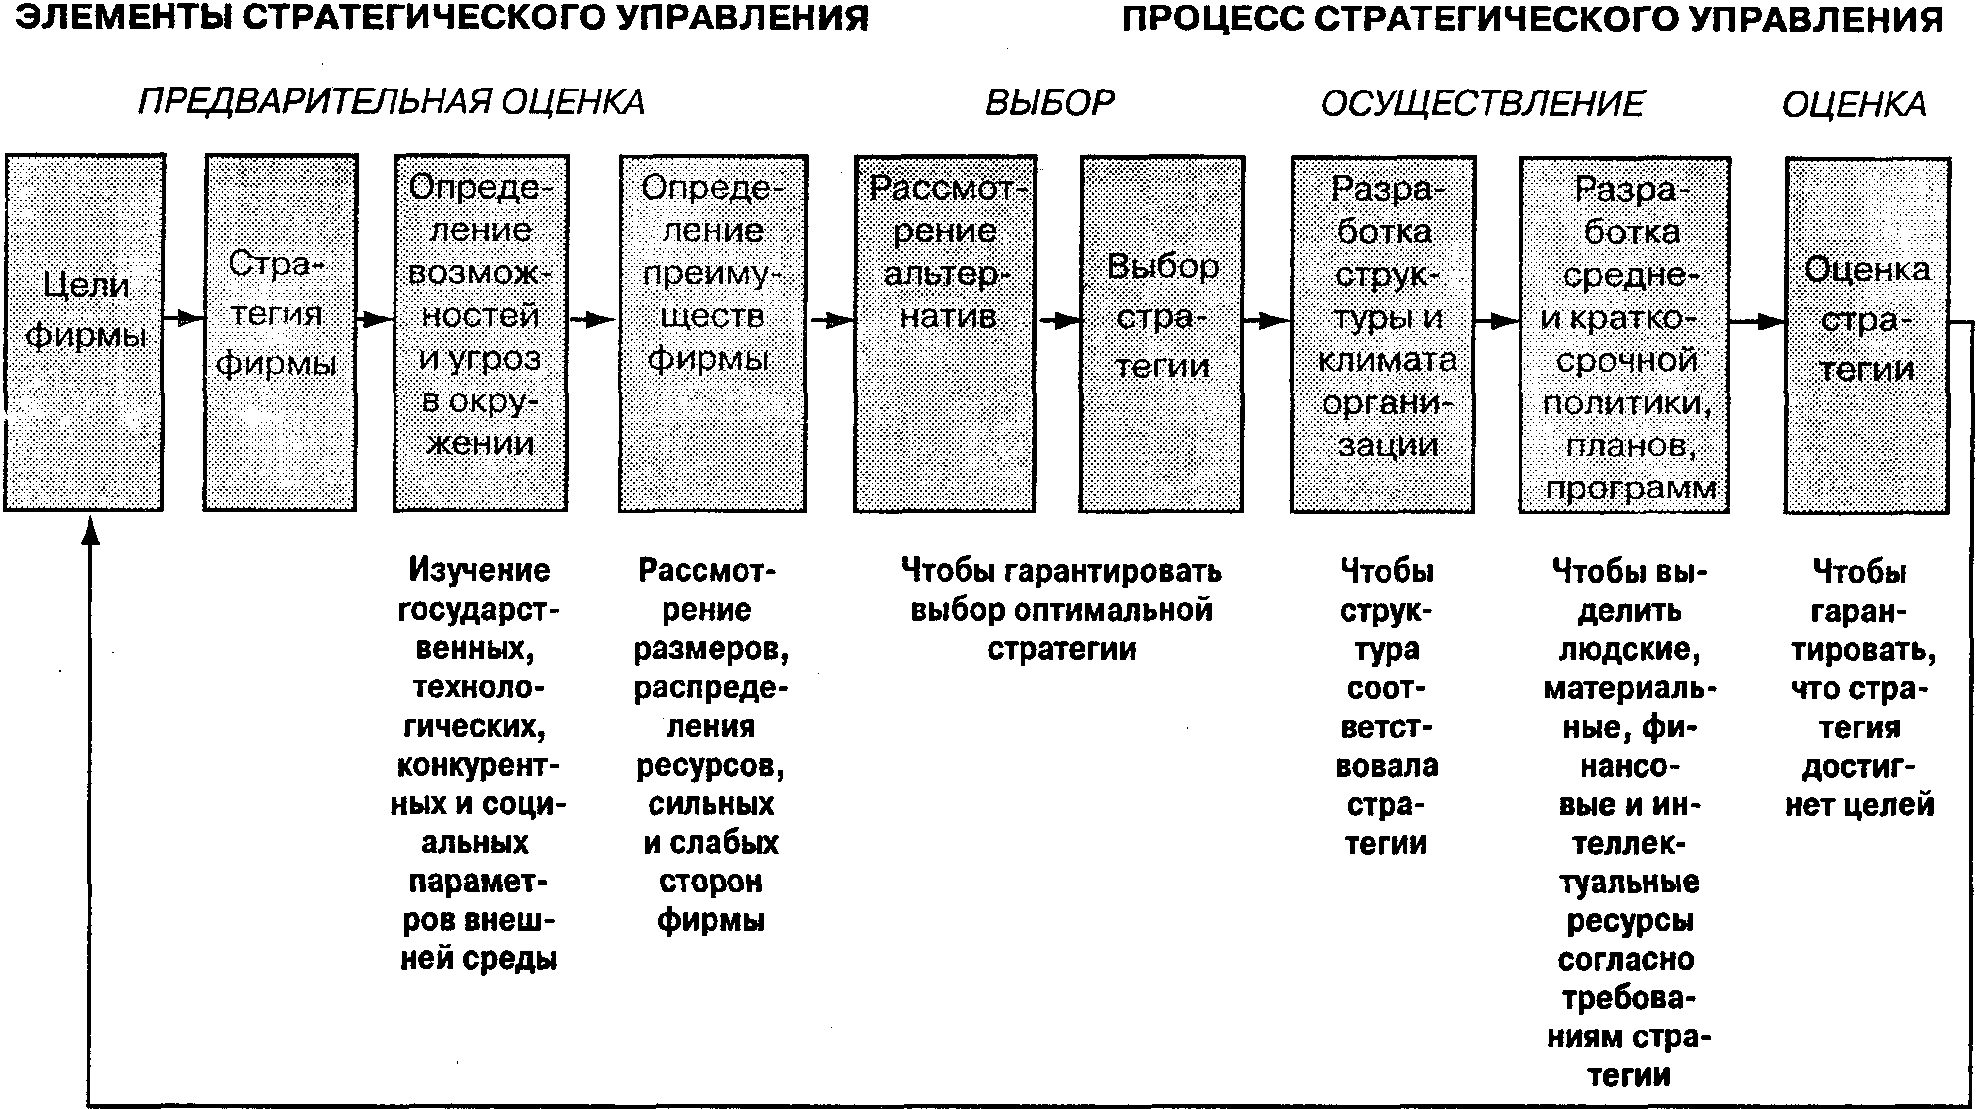 ЭЛЕМЕНТЫ СТРАТЕГИЧЕСКОГО УПРАВЛЕНИЯ
ПРОЦЕСС СТРАТЕГИЧЕСКОГО УПРАВЛЕНИЯ
ПРЕДВАРИТЕЛЬНАЯ ОЦЕНКА
ВЫБОР
ОСУЩЕСТВЛЕНИЕ
ОЦЕНКА
Цели
фирмы
Стра-
тегия
фирмы
Опреде-
ление
возмож-
ностей
и угроз
в окру-
жении
Опреде-
ление
преиму-
ществ
фирмы
Рассмот-
рение
альтер-
натив
Выбор
стра-
тегии
Разра-
ботка
струк-
туры и
климата
органи-
зации
Разра-
ботка
средне-
и кратко-
срочной
политики,
планов,
программ
Оценка
стра-
тегии
Изучение
государст-
венных,
техноло-
гических,
конкурент-
ных и соци-
альных
парамет-
ров внеш-
ней среды
Рассмот-
рение
размеров,
распреде-
ления
ресурсов,
сильных
и слабых
сторон
фирмы
Чтобы гарантировать
выбор оптимальной
стратегии
Чтобы
струк-
тура
соот-
ветст-
вовала
стра-
тегии
Чтобы вы-
делить
людские,
материаль-
ные, фи-
нансо-
вые и ин-
теллек-
туальные
ресурсы
согласно
требова-
ниям стра-
тегии
Чтобы
гаран-
тировать,
что стра-
тегия
достиг-
нет целей